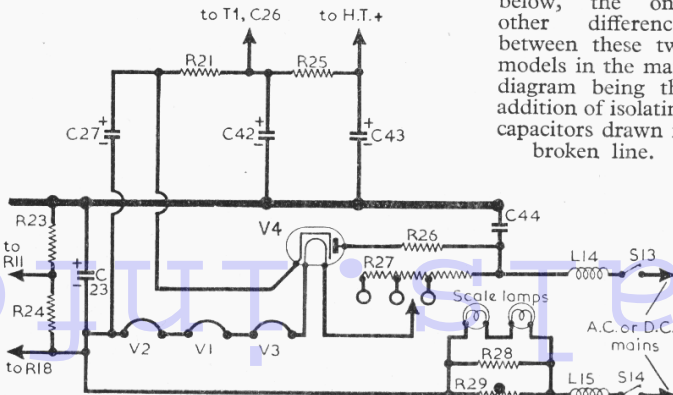 below, the on
other differenc
between these tw
models in the ma
diagram being th
addition of isolatin
capacitors drawn
broken line.
to T1, C26
to H.T.+
R21
R25
C27
+
-
C42
+
-
C43
+
-
V4
C44
R23
to
R11
R24
to R18
C
23
+
-
R26
R27
L14
S13
Scale lamps
A.C. or D.C.
mains
V2
V1
V3
R28
R29
L15
S14